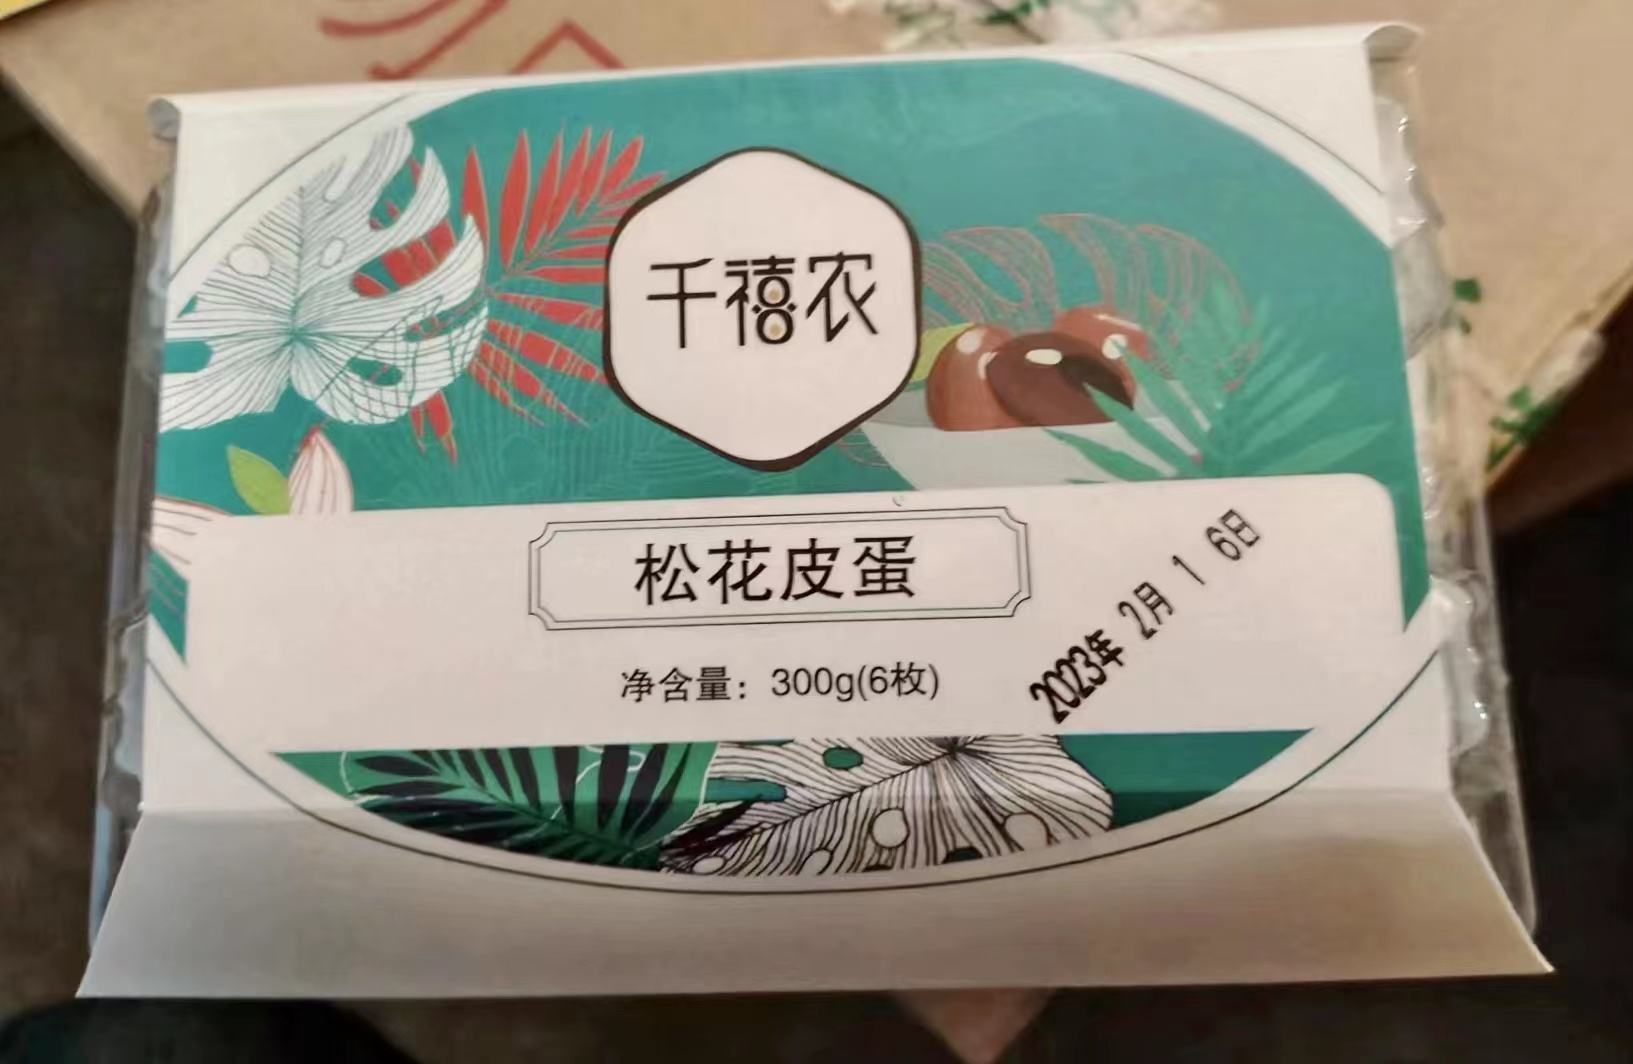 千禧农
松花皮蛋
净含量：300g(6枚)
2023年 2月 1 6日